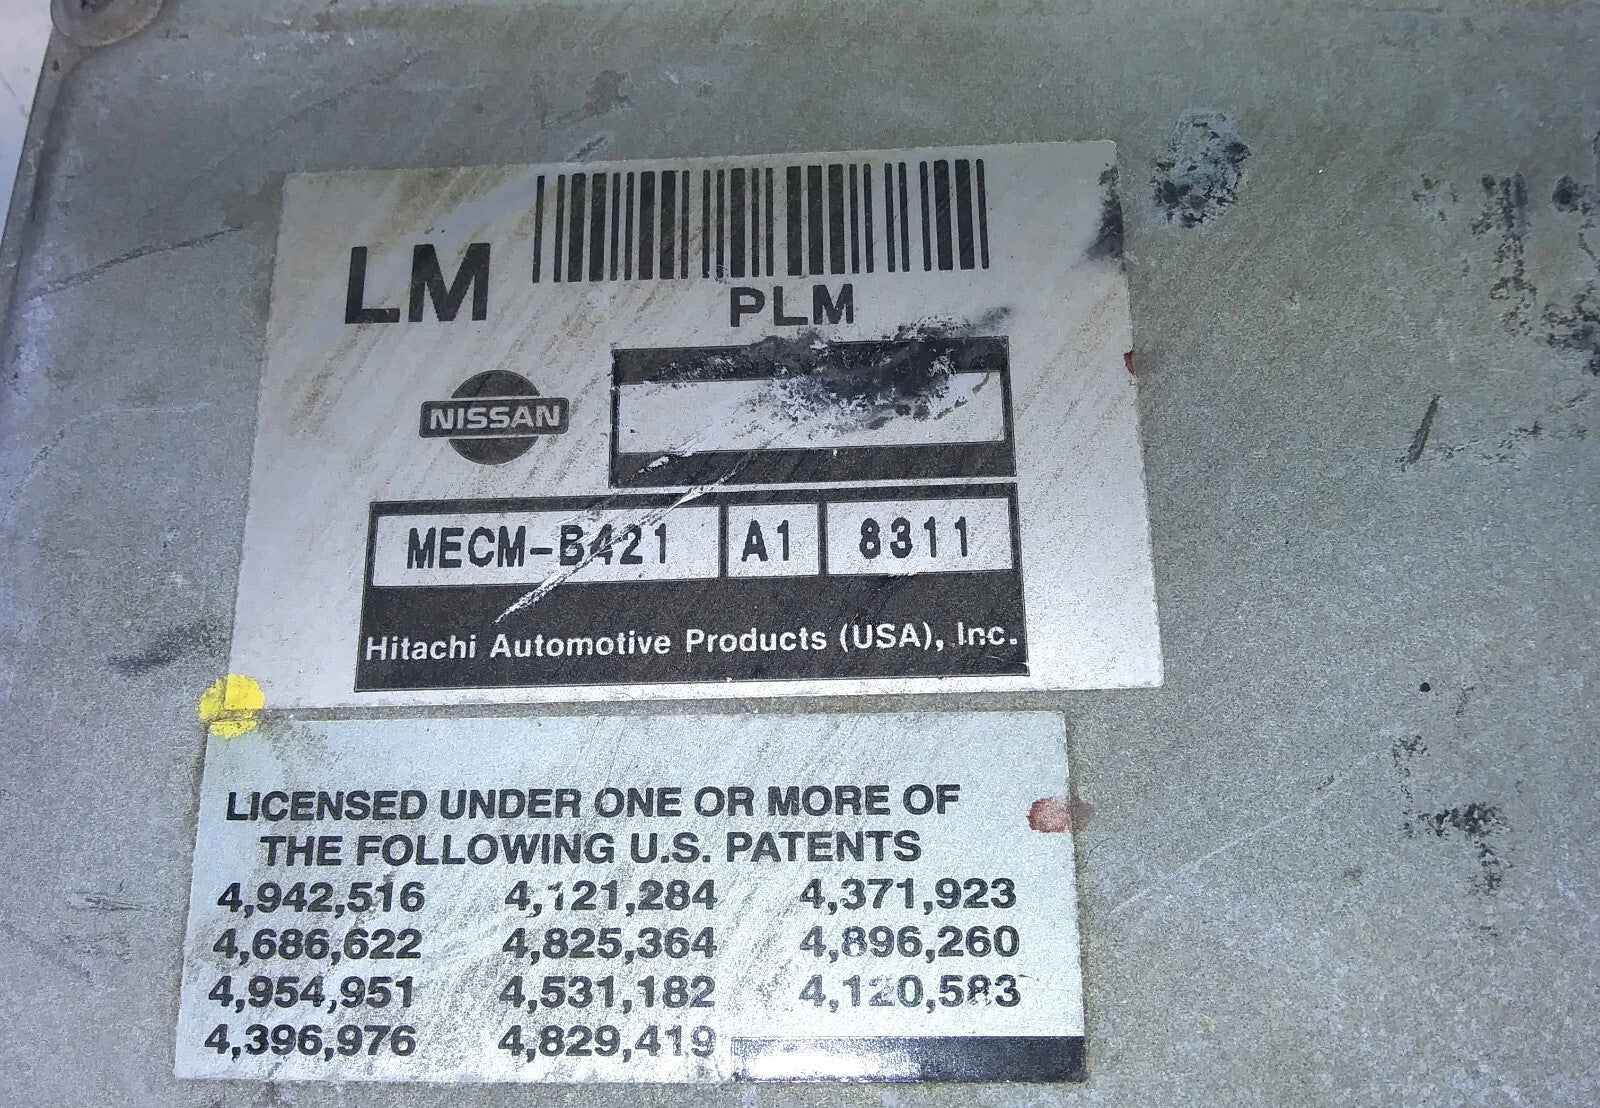 LM
PLM
NISSAN
MECM-B421 A1 8311
Hitachi Automotive Products (USA), Inc.
LICENSED UNDER ONE OR MORE OF
THE FOLLOWING U.S. PATENTS
4,942,516 4,121,284 4,371,923
4,686,622 4,825,364 4,896,260
4,954,951 4,531,182 4,120,583
4,396,976 4,829,419